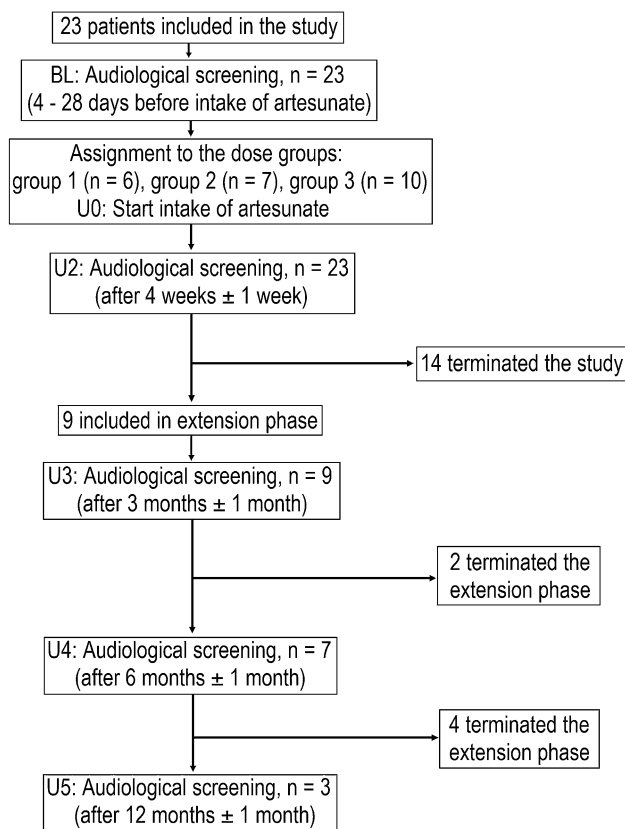 23 patients included in the study
BL: Audiological screening, n = 23
(4 - 28 days before intake of artesunate)
Assignment to the dose groups:
group 1 (n = 6), group 2 (n = 7), group 3 (n = 10)
U0: Start intake of artesunate
U2: Audiological screening, n = 23
(after 4 weeks ± 1 week)
14 terminated the study
9 included in extension phase
U3: Audiological screening, n = 9
(after 3 months ± 1 month)
2 terminated the
extension phase
U4: Audiological screening, n = 7
(after 6 months ± 1 month)
4 terminated the
extension phase
U5: Audiological screening, n = 3
(after 12 months ± 1 month)